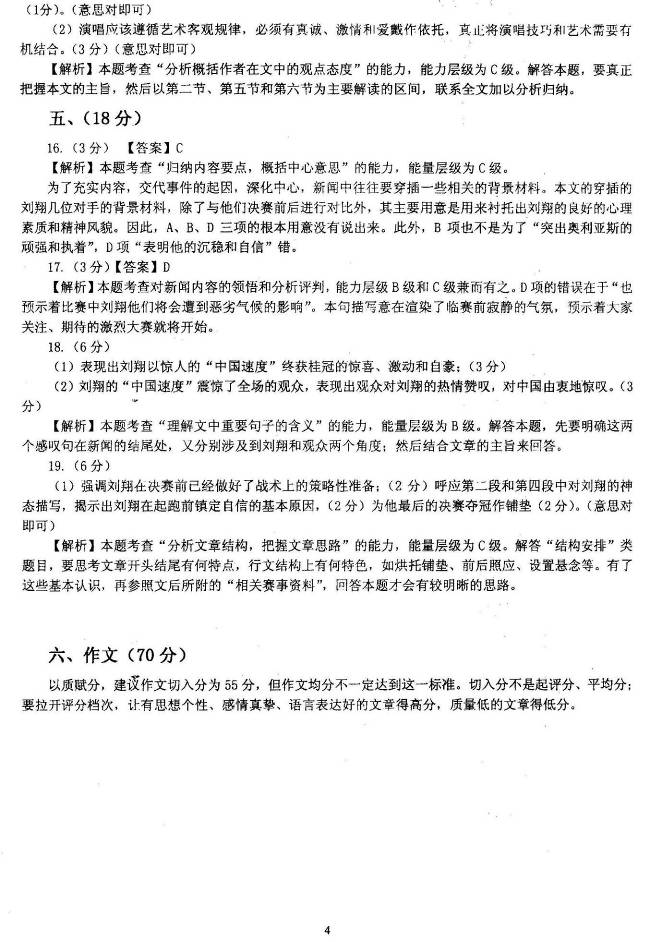 （1分）。（意思对即可）
（2）演唱应该遵循艺术客观规律，必须有真诚、激情和爱戴作依托，真正将演唱技巧和艺术需要有
机结合。（3 分）（意思对即可）
【解析】本题考查“分析概括作者在文中的观点态度”的能力，能力层级为 C 级。解答本题，要真正
把握本文的主旨，然后以第二节、第五节和第六节为主要解读的区间，联系全文加以分析归纳。
五、（18 分）
16.（3 分） 【答案】C
【解析】本题考查“归纳内容要点，概括中心意思”的能力，能量层级为 C 级。
为了充实内容，交代事件的起因，深化中心，新闻中往往要穿插一些相关的背景材料。本文的穿插的
刘翔几位对手的背景材料，除了与他们决赛前后进行对比外，其主要用意是用来衬托出刘翔的良好的心理
素质和精神风貌。因此，A、B、D 三项的根本用意没有说出来。此外，B 项也不是为了“突出奥利亚斯的
顽强和执着”，D 项“表明他的沉稳和自信”错。
17.（3 分）【答案】D
【解析】本题考查对新闻内容的领悟和分析评判，能力层级 B 级和 C 级兼而有之。D 项的错误在于“也
预示着比赛中刘翔他们将会遭到恶劣气候的影响”。本句描写意在渲染了临赛前寂静的气氛，预示着大家
关注、期待的激烈大赛就将开始。
18.（6 分）
（1）表现出刘翔以惊人的“中国速度”终获桂冠的惊喜、激动和自豪；（3 分）
（2）刘翔的“中国速度”震惊了全场的观众，表现出观众对刘翔的热情赞叹，对中国由衷地惊叹。（3
分）
【解析】本题考查“理解文中重要句子的含义”的能力，能量层级为 B 级。解答本题，先要明确这两
个感叹句在新闻的结尾处，又分别涉及到刘翔和观众两个角度；然后结合文章的主旨来回答。
19.（6 分）
（1）强调刘翔在决赛前已经做好了战术上的策略性准备；（2 分）呼应第二段和第四段中对刘翔的神
态描写，揭示出刘翔在起跑前镇定自信的基本原因，（2 分）为他最后的决赛夺冠作铺垫（2 分）。（意思对
即可）
【解析】本题考查“分析文章结构，把握文章思路”的能力，能量层级为 C 级。解答“结构安排”类
题目，要思考文章开头结尾有何特点，行文结构上有何特色，如烘托铺垫、前后照应、设置悬念等。有了
这些基本认识，再参照文后所附的“相关赛事资料”，回答本题才会有较明晰的思路。
六、作文（70 分）
以质赋分，建议作文切入分为 55 分，但作文均分不一定达到这一标准。切入分不是起评分、平均分；
要拉开评分档次，让有思想个性、感情真挚、语言表达好的文章得高分，质量低的文章得低分。
4